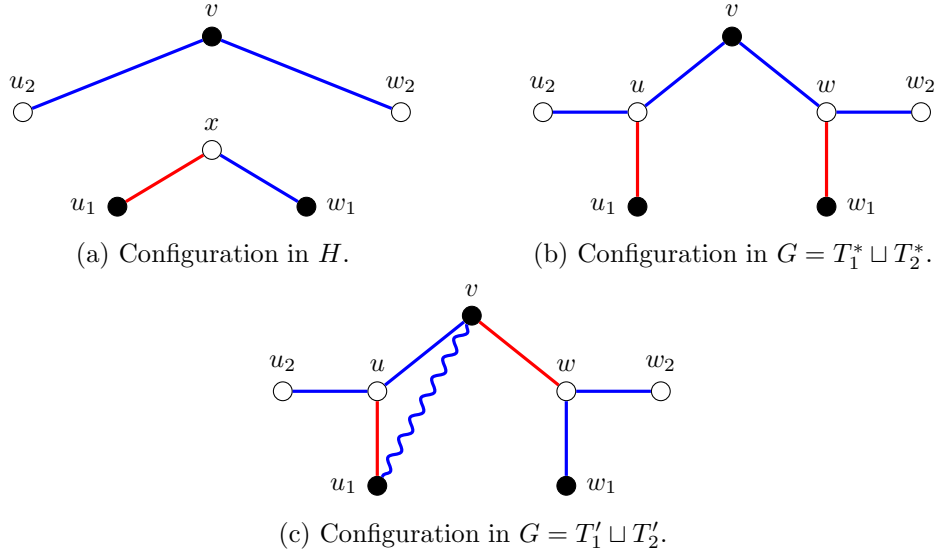 v
v
u₂
w₂
u₂
u
w
w₂
x
u₁
w₁
u₁
w₁
(a) Configuration in H.
(b) Configuration in G = T₁* ⊔ T₂*.
v
u₂
u
w
w₂
u₁
w₁
(c) Configuration in G = T₁′ ⊔ T₂′.